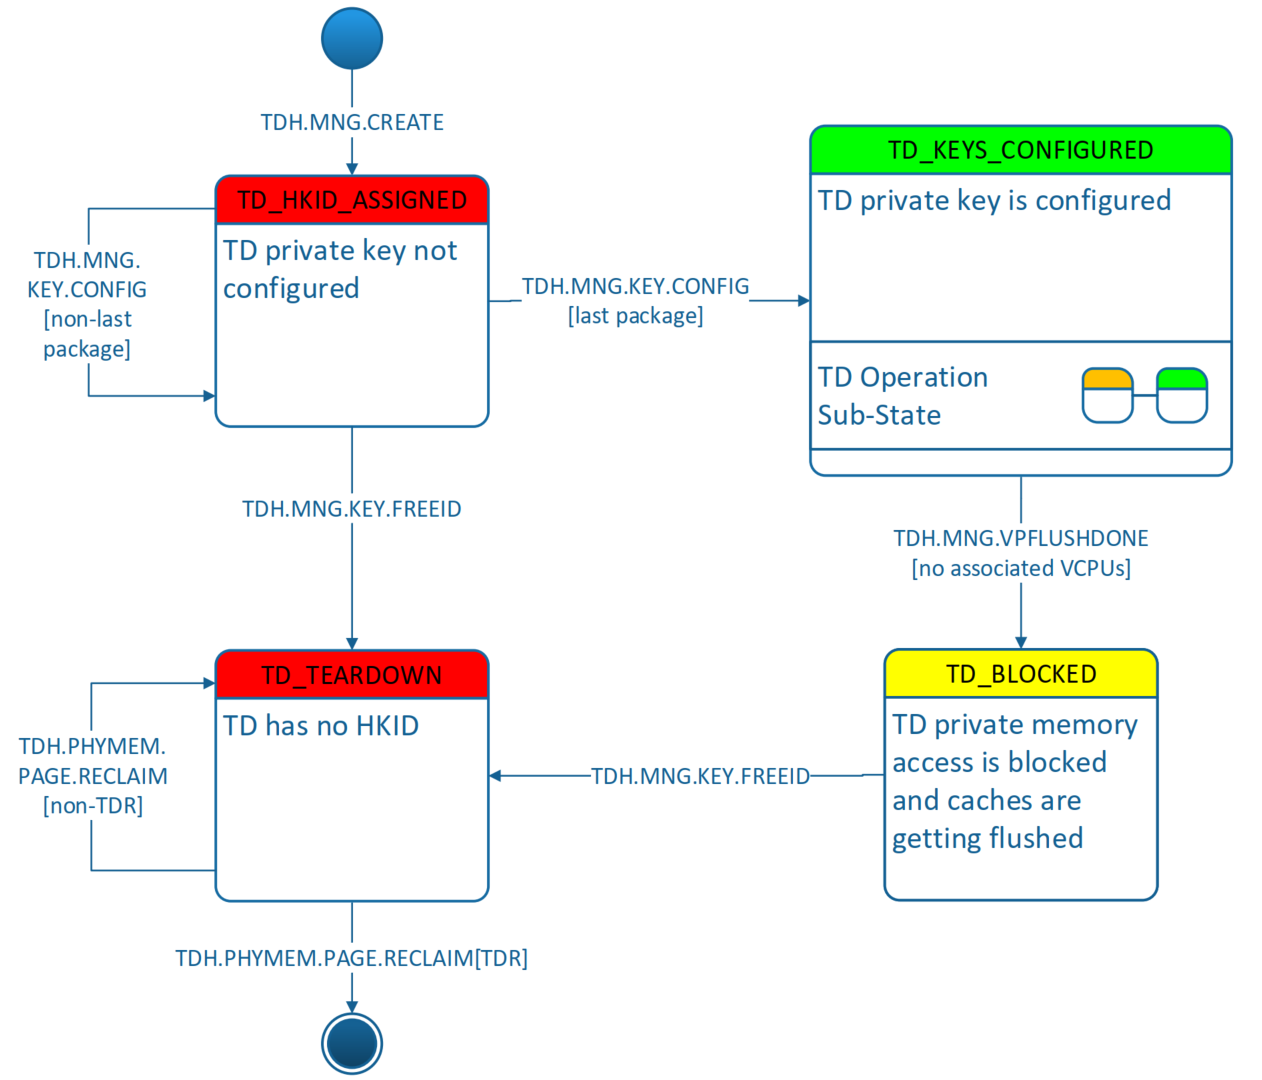 TDH.MNG.CREATE
TD_HKID_ASSIGNED
TD private key not
configured
TDH.MNG.
KEY.CONFIG
[non-last
package]
TDH.MNG.KEY.CONFIG
[last package]
TD_KEYS_CONFIGURED
TD private key is configured
TD Operation
Sub-State
TDH.MNG.KEY.FREEID
TDH.MNG.VPFLUSHDONE
[no associated VCPUs]
TD_TEARDOWN
TD has no HKID
TDH.PHYMEM.
PAGE.RECLAIM
[non-TDR]
TDH.MNG.KEY.FREEID
TD_BLOCKED
TD private memory
access is blocked
and caches are
getting flushed
TDH.PHYMEM.PAGE.RECLAIM[TDR]